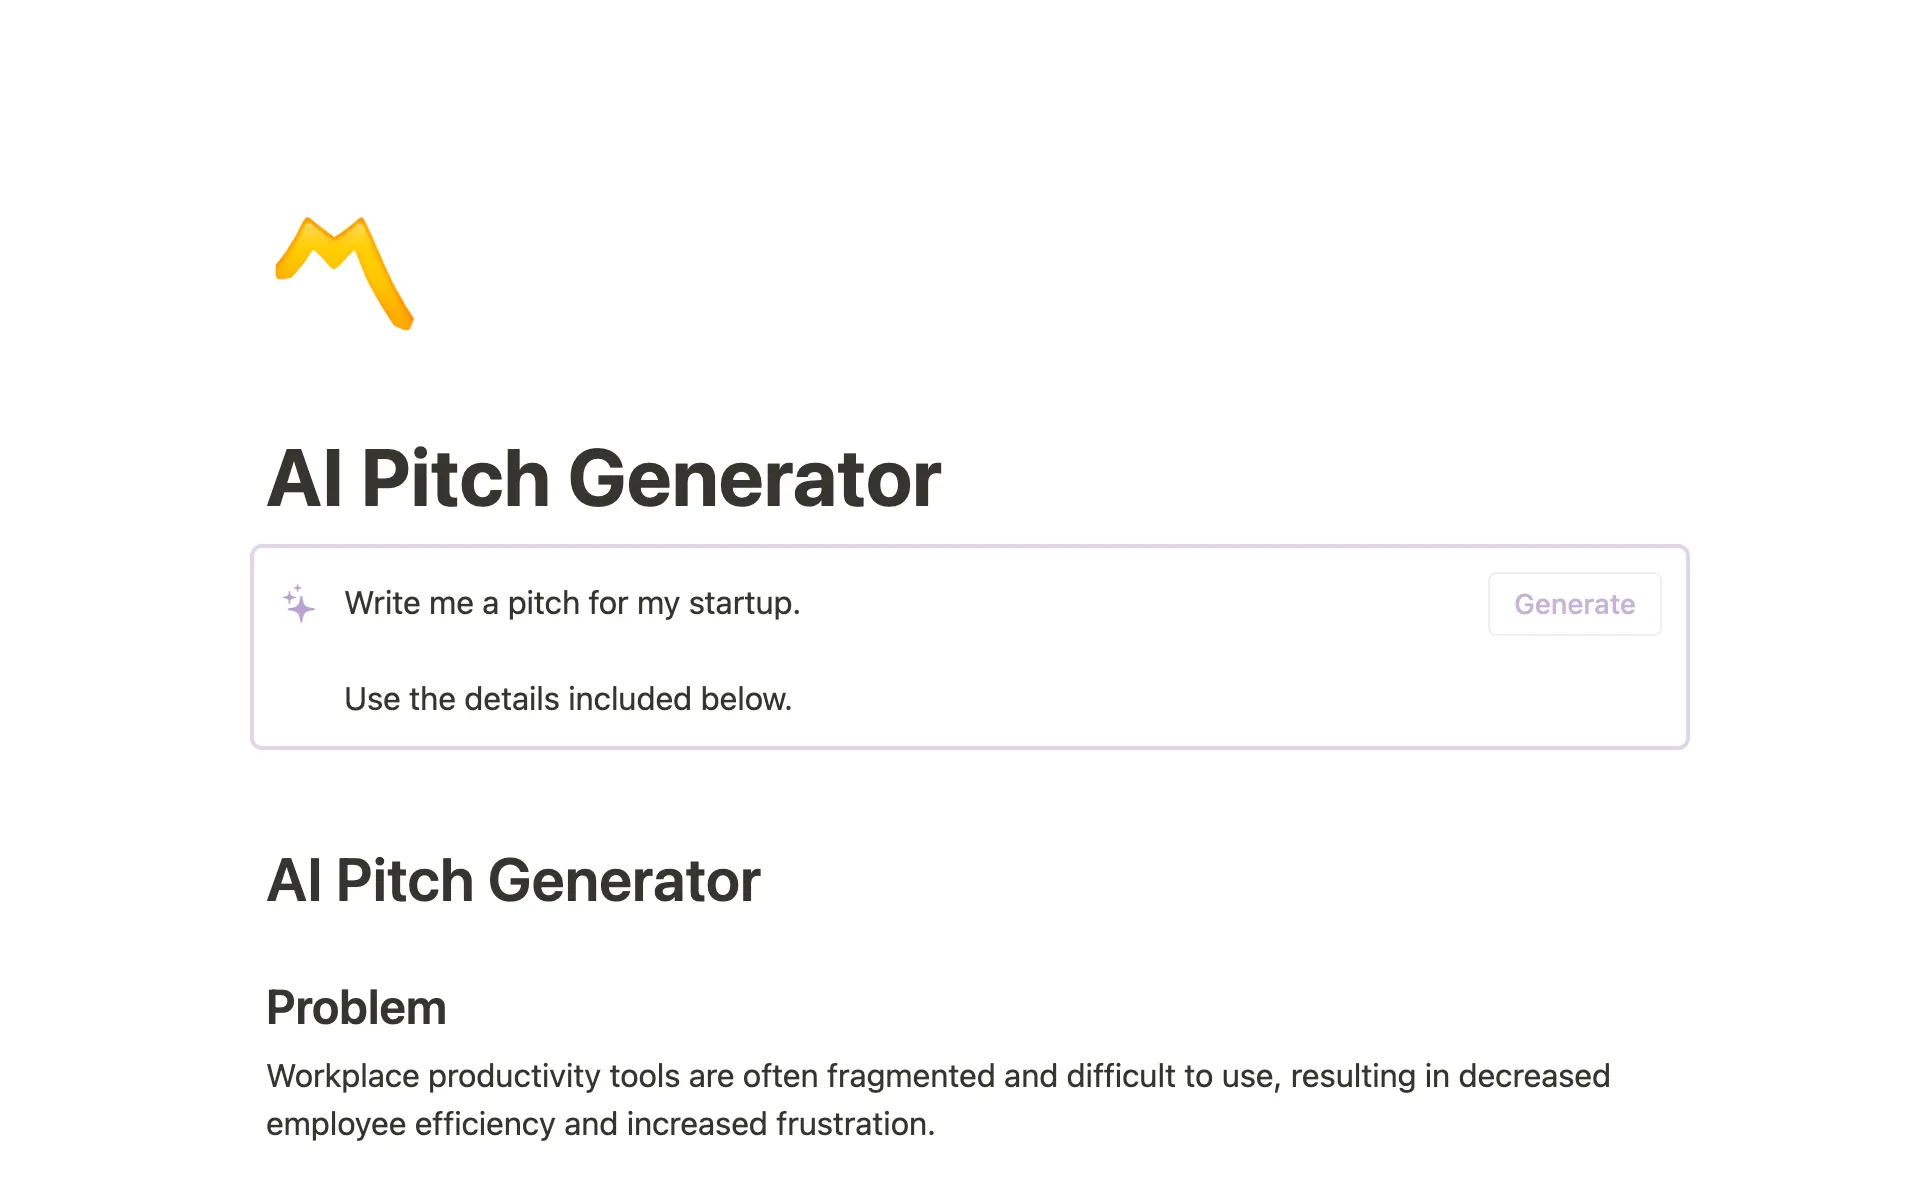 AI Pitch Generator
Write me a pitch for my startup.
Generate
Use the details included below.
AI Pitch Generator
Problem
Workplace productivity tools are often fragmented and difficult to use, resulting in decreased
employee efficiency and increased frustration.